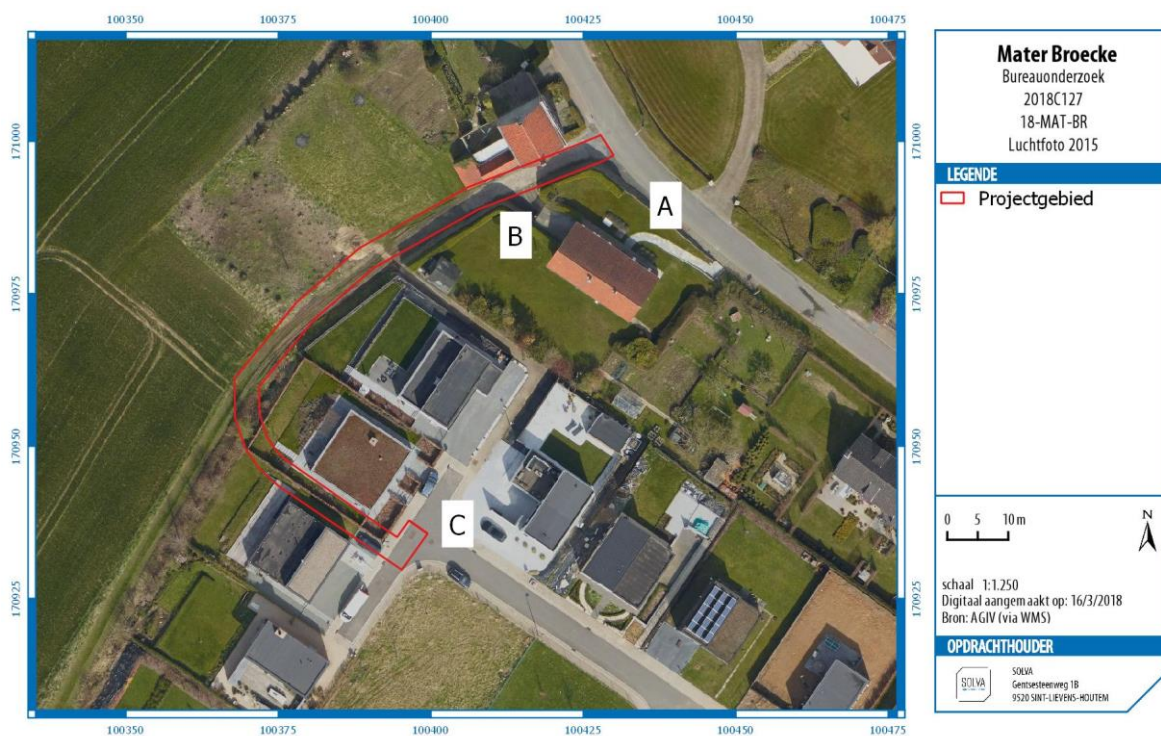 100350
100375
100400
100425
100450
100475
171000
170975
170950
170925
171000
170975
170950
170925
A
B
C
100350
100375
100400
100425
100450
100475
Mater Broecke
Bureauonderzoek
2018C127
18-MAT-BR
Luchtfoto 2015
LEGENDE
Projectgebied
0 5 10 m
N
schaal 1:1.250
Digitaal aangemaakt op: 16/3/2018
Bron: AGIV (via WMS)
OPDRACHTHOUDER
SOLVA
SOLVA
Gentsesteenweg 1B
9520 SINT-LIEVENS-HOUTEM